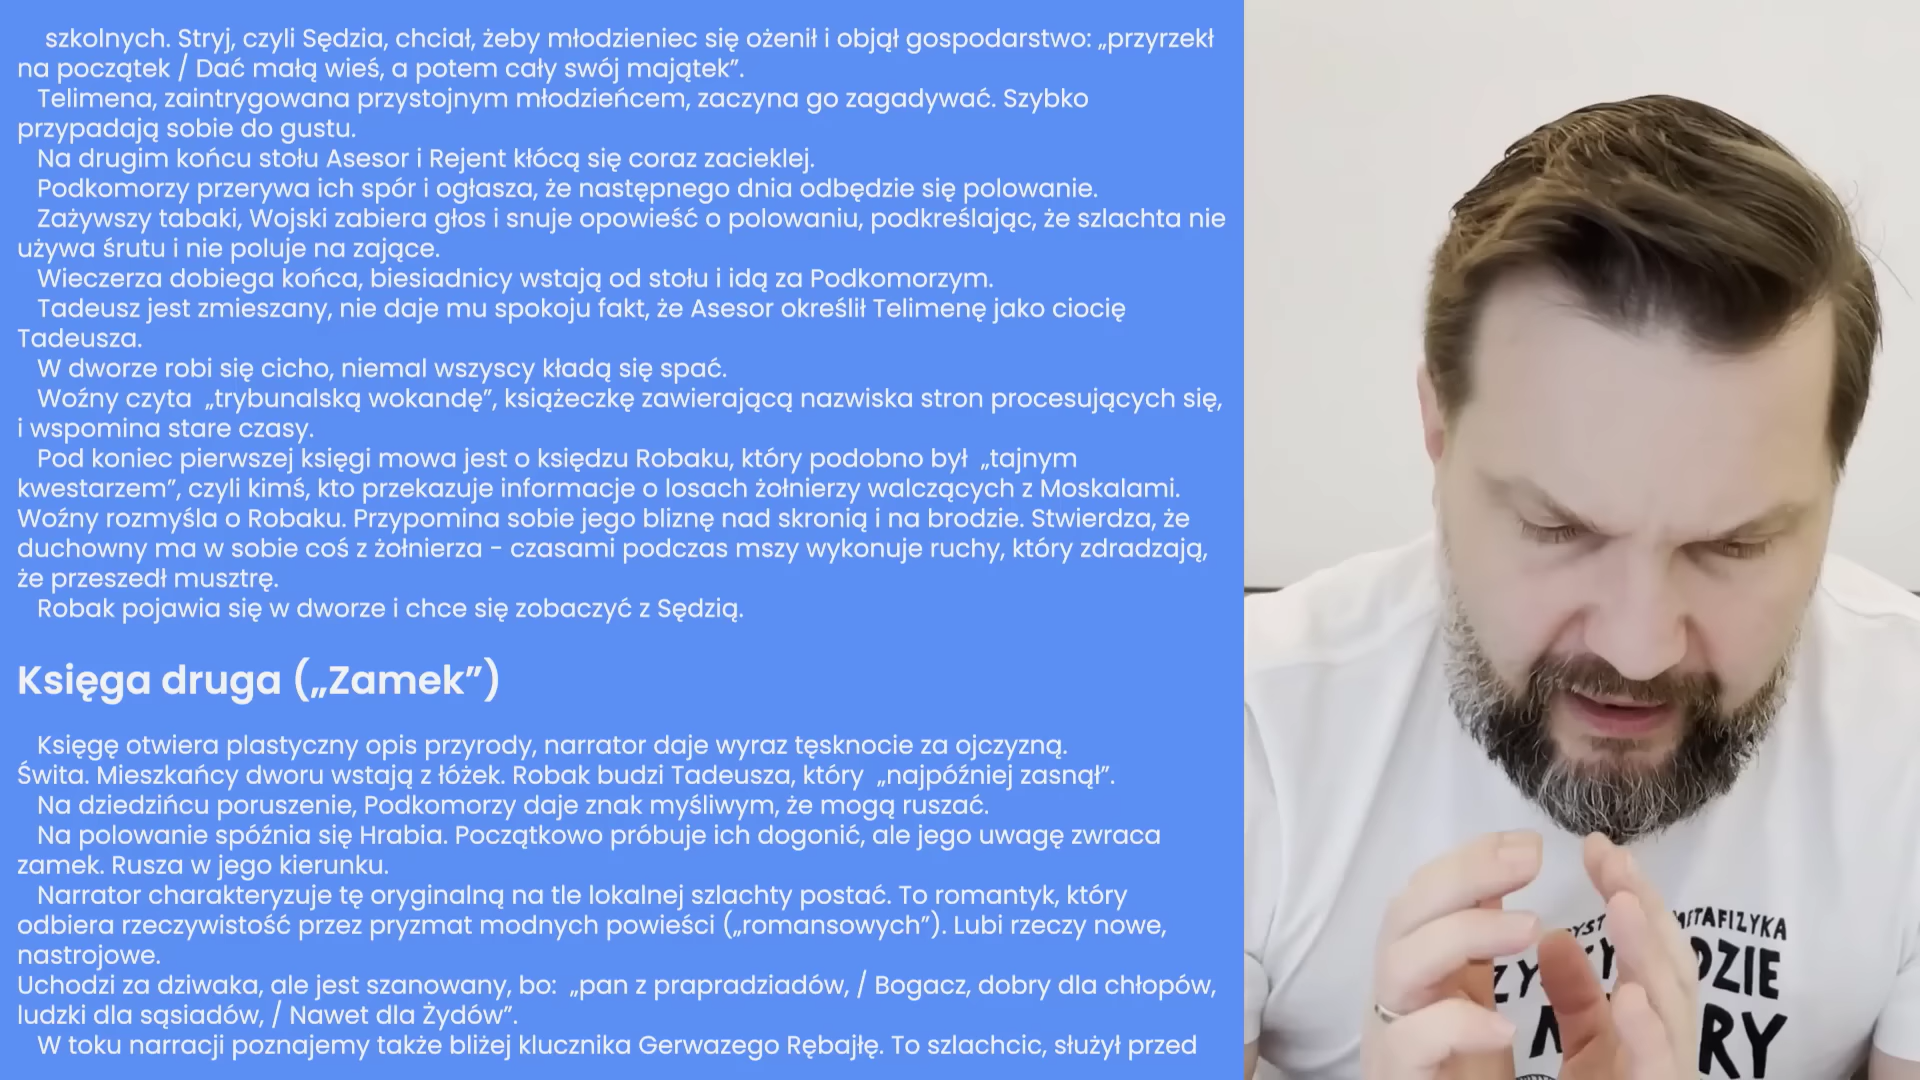 szkolnych. Stryj, czyli Sędzia, chciał, żeby młodzieniec się ożenił i objął gospodarstwo: „przyrzekł
na początek / Dać małą wieś, a potem cały swój majątek”.
Telimena, zaintrygowana przystojnym młodzieńcem, zaczyna go zagadywać. Szybko
przypadają sobie do gustu.
Na drugim końcu stołu Asesor i Rejent kłócą się coraz zacieklej.
Podkomorzy przerywa ich spór i ogłasza, że następnego dnia odbędzie się polowanie.
Zażywszy tabaki, Wojski zabiera głos i snuje opowieść o polowaniu, podkreślając, że szlachta nie
używa śrutu i nie poluje na zające.
Wieczerza dobiega końca, biesiadnicy wstają od stołu i idą za Podkomorzym.
Tadeusz jest zmieszany, nie daje mu spokoju fakt, że Asesor określił Telimenę jako ciocię
Tadeusza.
W dworze robi się cicho, niemal wszyscy kładą się spać.
Woźny czyta „trybunalską wokandę”, książeczkę zawierającą nazwiska stron procesujących się,
i wspomina stare czasy.
Pod koniec pierwszej księgi mowa jest o księdzu Robaku, który podobno był „tajnym
kwestarzem”, czyli kimś, kto przekazuje informacje o losach żołnierzy walczących z Moskalami.
Woźny rozmyśla o Robaku. Przypomina sobie jego bliznę nad skronią i na brodzie. Stwierdza, że
duchowny ma w sobie coś z żołnierza - czasami podczas mszy wykonuje ruchy, który zdradzają,
że przeszedł musztrę.
Robak pojawia się w dworze i chce się zobaczyć z Sędzią.
Księga druga („Zamek”)
Księgę otwiera plastyczny opis przyrody, narrator daje wyraz tęsknocie za ojczyzną.
Świta. Mieszkańcy dworu wstają z łóżek. Robak budzi Tadeusza, który „najpóźniej zasnął”.
Na dziedzińcu poruszenie, Podkomorzy daje znak myśliwym, że mogą ruszać.
Na polowanie spóźnia się Hrabia. Początkowo próbuje ich dogonić, ale jego uwagę zwraca
zamek. Rusza w jego kierunku.
Narrator charakteryzuje tę oryginalną na tle lokalnej szlachty postać. To romantyk, który
odbiera rzeczywistość przez pryzmat modnych powieści („romansowych”). Lubi rzeczy nowe,
nastrojowe.
Uchodzi za dziwaka, ale jest szanowany, bo: „pan z prapradziadów, / Bogacz, dobry dla chłopów,
ludzki dla sąsiadów, / Nawet dla Żydów”.
W toku narracji poznajemy także bliżej klucznika Gerwazego Rębajłę. To szlachcic, służył przed